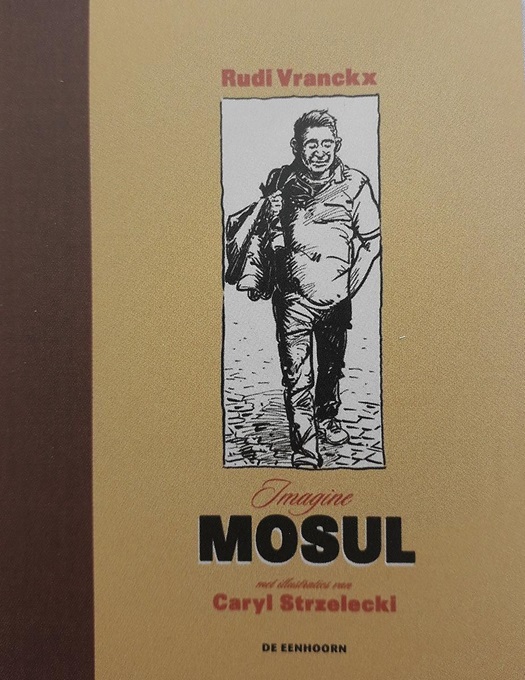 Rudi Vranckx
Imagine
MOSUL
met illustraties van
Caryl Strzelecki
DE EENHOORN